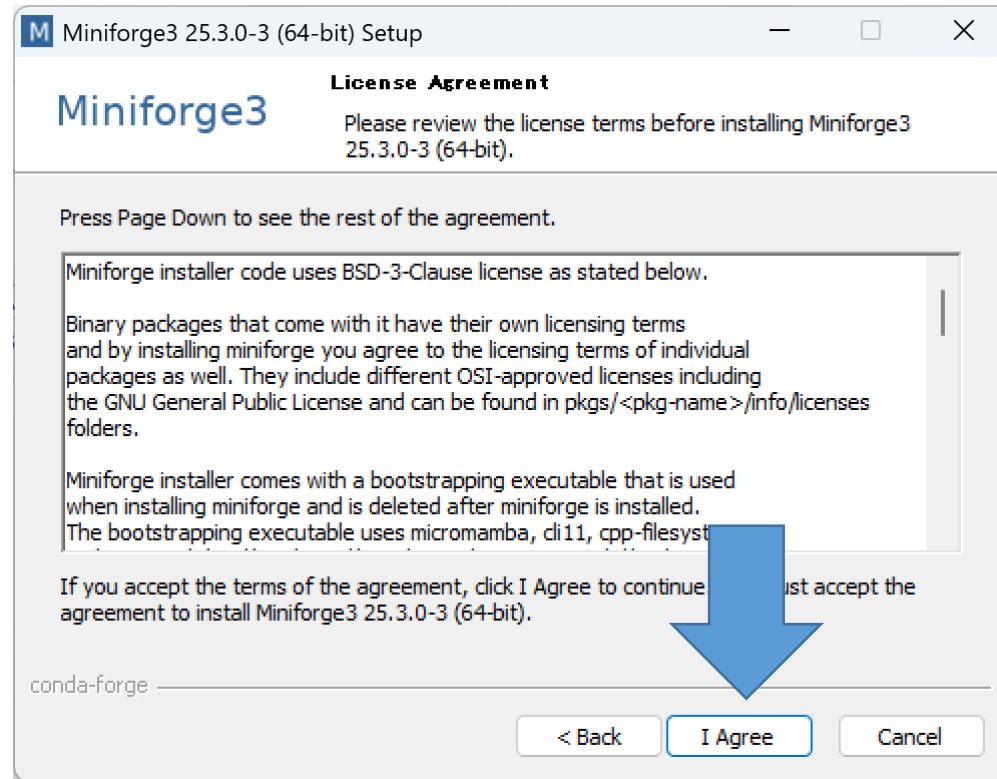 Miniforge3 25.3.0-3 (64-bit) Setup
Miniforge3
License Agreement
Please review the license terms before installing Miniforge3
25.3.0-3 (64-bit).
Press Page Down to see the rest of the agreement.
Miniforge installer code uses BSD-3-Clause license as stated below.
Binary packages that come with it have their own licensing terms
and by installing miniforge you agree to the licensing terms of individual
packages as well. They include different OSI-approved licenses including
the GNU General Public License and can be found in pkgs/<pkg-name>/info/licenses
folders.
Miniforge installer comes with a bootstrapping executable that is used
when installing miniforge and is deleted after miniforge is installed.
The bootstrapping executable uses micromamba, cli11, cpp-filesyst
If you accept the terms of the agreement, click I Agree to continue ust accept the
agreement to install Miniforge3 25.3.0-3 (64-bit).
conda-forge
< Back
I Agree
Cancel